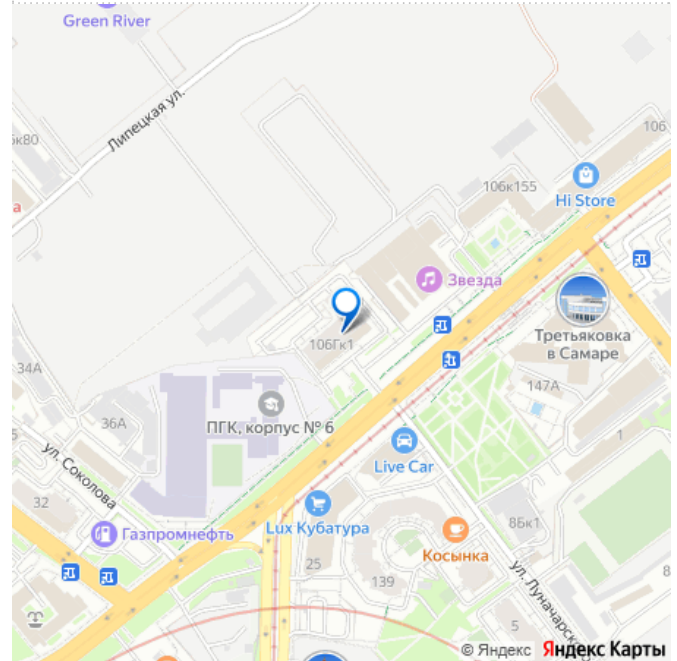 Green River
Липецкая ул.
6к80
106
106к155
Hi Store
а
Звезда
Третьяковка
в Самаре
106Гк1
34А
147А
36А
ПГК, корпус № 6
1
ул. Соколова
Live Car
32
Газпромнефть
Lux Кубатура
8Бк1
Косынка
25
139
8
ул. Луначарског
5
© Яндекс Яндекс Карты